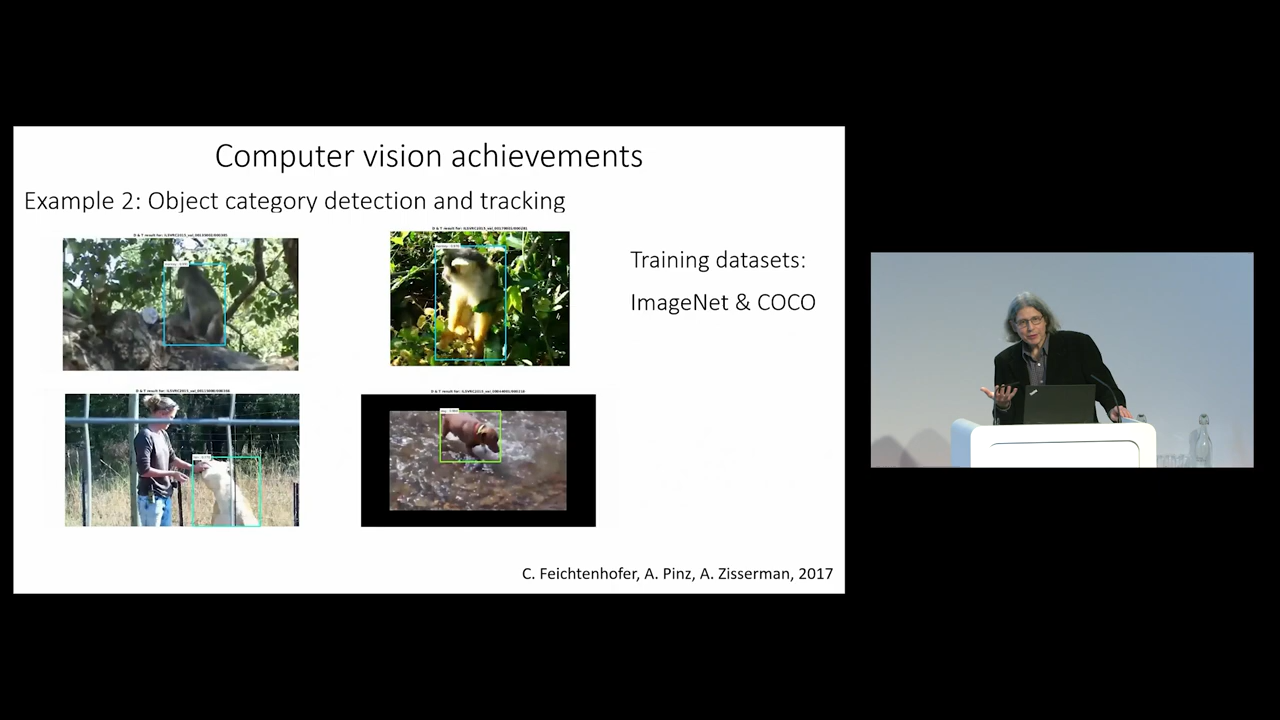 Computer vision achievements
Example 2: Object category detection and tracking
Training datasets:
ImageNet & COCO
C. Feichtenhofer, A. Pinz, A. Zisserman, 2017